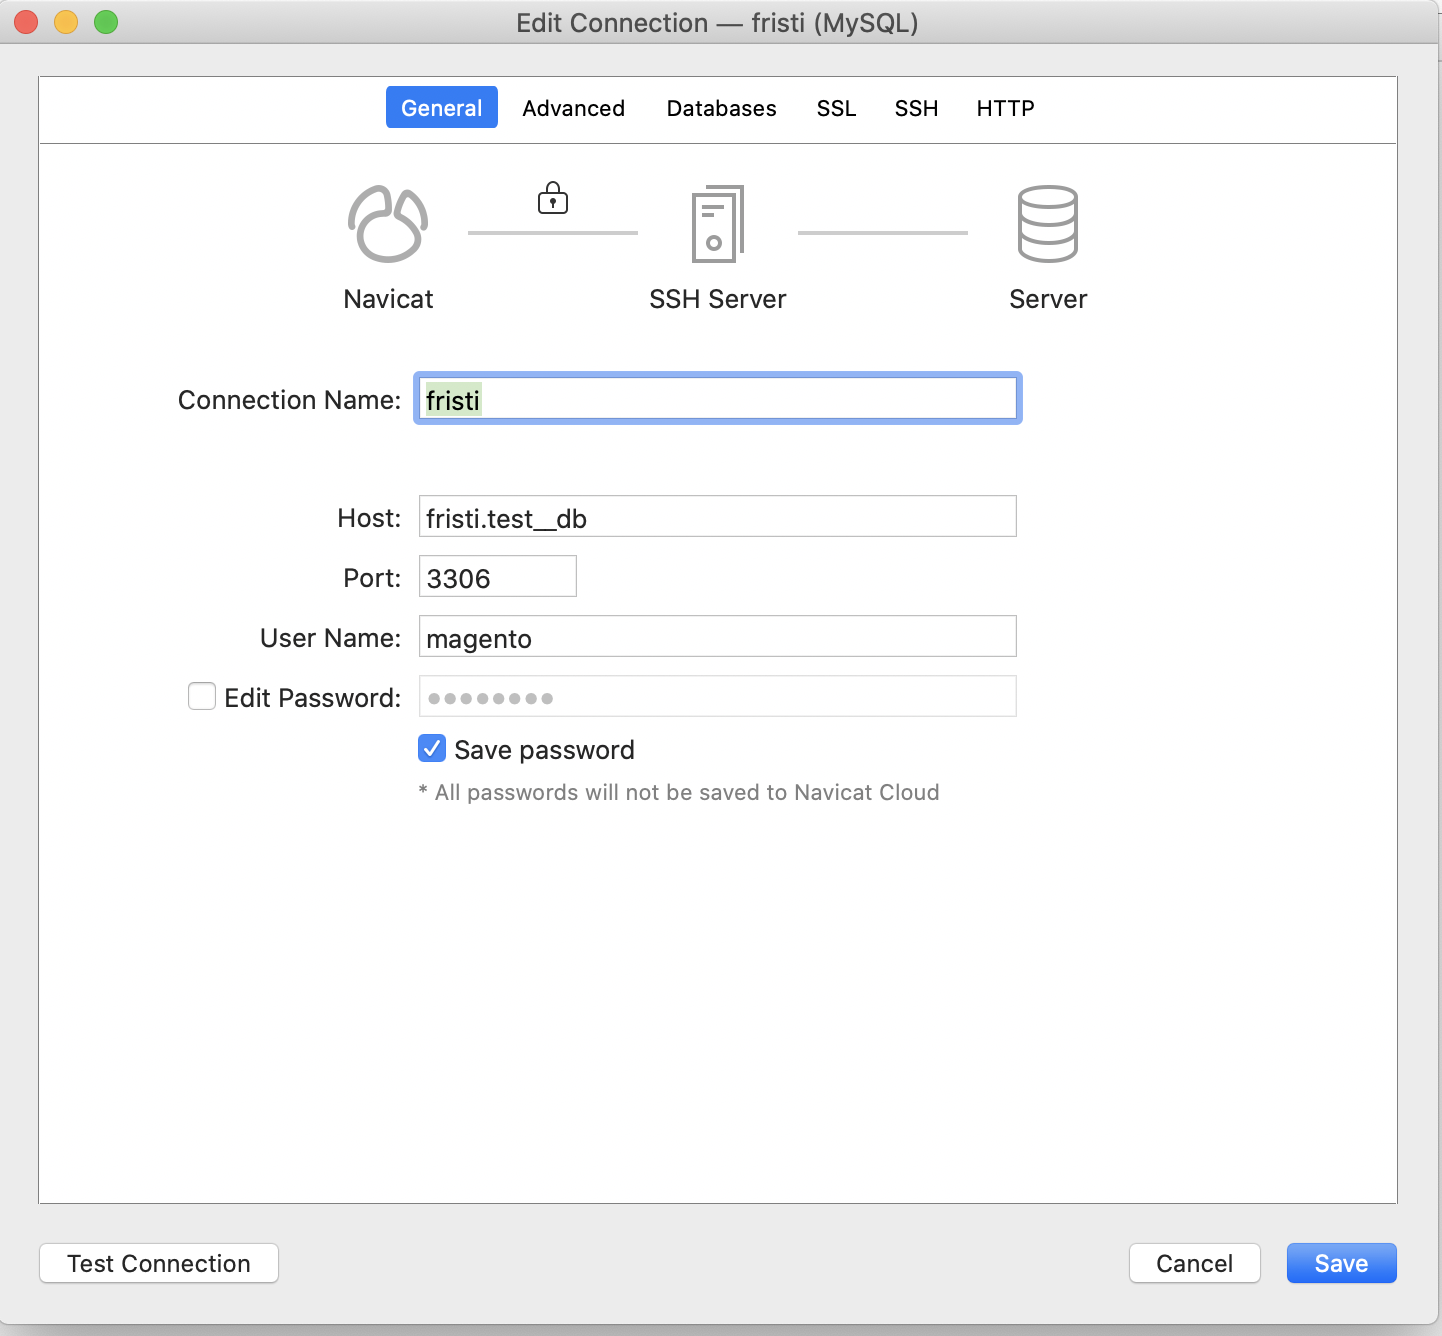 Edit Connection — fristi (MySQL)
General Advanced Databases SSL SSH HTTP
Navicat SSH Server Server
Connection Name: fristi
Host: fristi.test__db
Port: 3306
User Name: magento
Edit Password: ●●●●●●●●
Save password
* All passwords will not be saved to Navicat Cloud
Test Connection Cancel Save